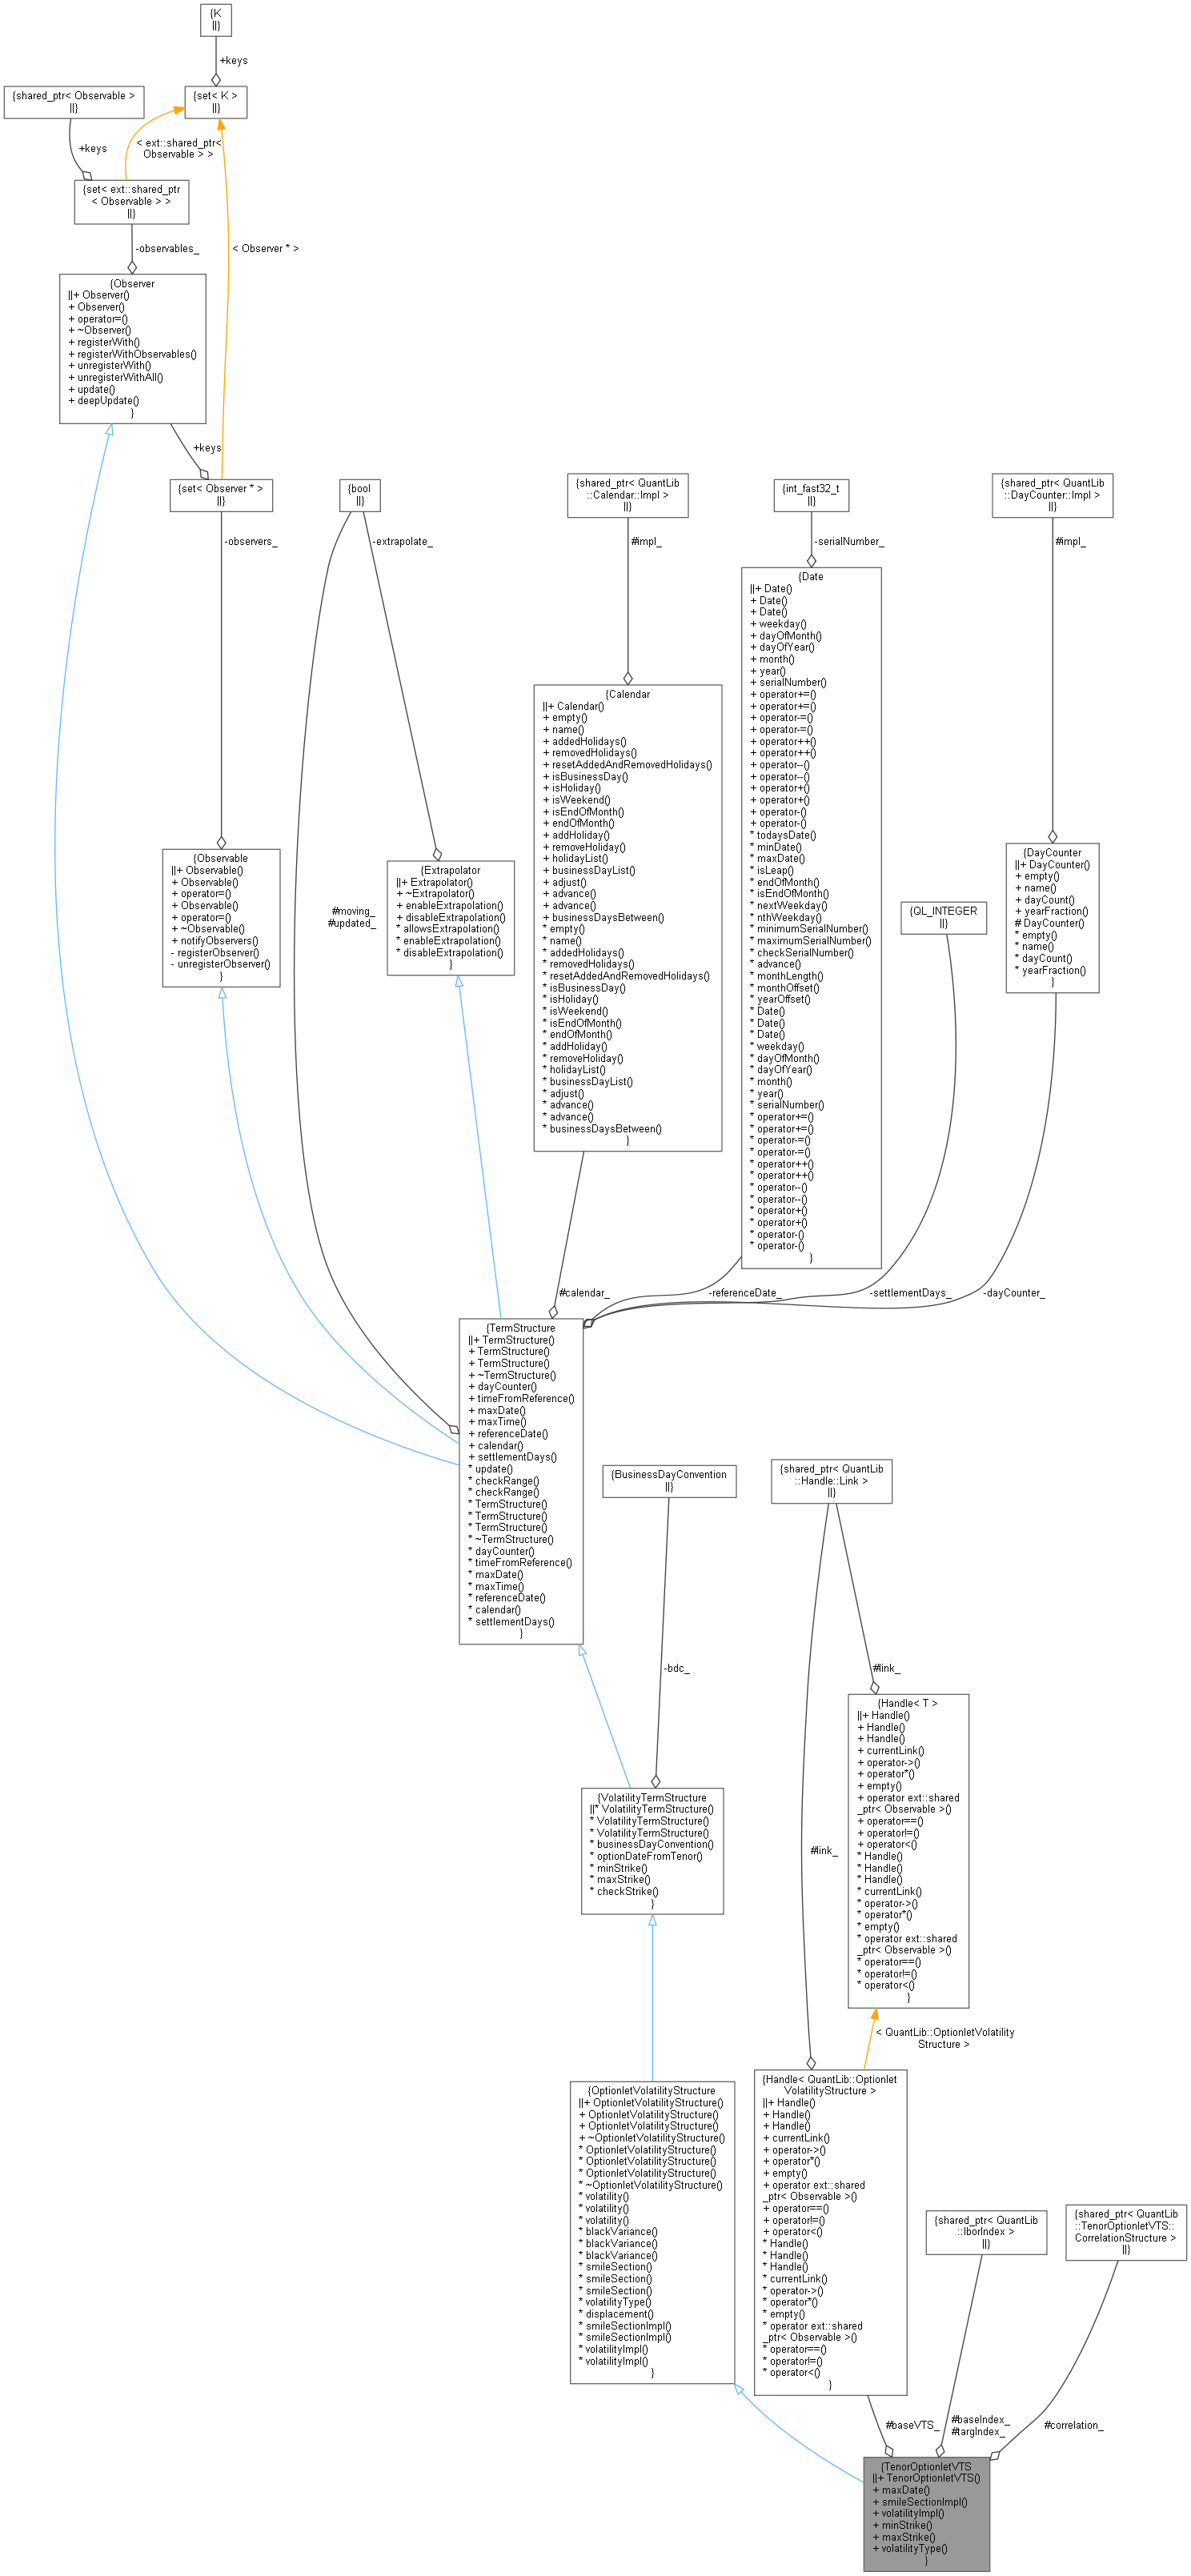 {K
||}
+keys
{shared_ptr< Observable >
||}
{set< K >
||}
+keys
< ext::shared_ptr<
Observable > >
{set< ext::shared_ptr
< Observable > >
||}
-observables_
< Observer * >
{Observer
||+ Observer()
+ Observer()
+ operator=()
+ ~Observer()
+ registerWith()
+ registerWithObservables()
+ unregisterWith()
+ unregisterWithAll()
+ update()
+ deepUpdate()
}
+keys
{set< Observer * >
||}
-observers_
{bool
||}
-extrapolate_
{shared_ptr< QuantLib
::Calendar::Impl >
||}
#impl_
{int_fast32_t
||}
-serialNumber_
{shared_ptr< QuantLib
::DayCounter::Impl >
||}
#impl_
{Date
||+ Date()
+ Date()
+ Date()
+ weekday()
+ dayOfMonth()
+ dayOfYear()
+ month()
+ year()
+ serialNumber()
+ operator+=()
+ operator+=()
+ operator-=()
+ operator-=()
+ operator++()
+ operator++()
+ operator--()
+ operator--()
+ operator+()
+ operator+()
+ operator-()
+ operator-()
* todaysDate()
* minDate()
* maxDate()
* isLeap()
* endOfMonth()
* isEndOfMonth()
* nextWeekday()
* nthWeekday()
* minimumSerialNumber()
* maximumSerialNumber()
* checkSerialNumber()
* advance()
* monthLength()
* monthOffset()
* yearOffset()
* Date()
* Date()
* Date()
* weekday()
* dayOfMonth()
* dayOfYear()
* month()
* year()
* serialNumber()
* operator+=()
* operator+=()
* operator-=()
* operator-=()
* operator++()
* operator++()
* operator--()
* operator--()
* operator+()
* operator+()
* operator-()
* operator-()
}
{Calendar
||+ Calendar()
+ empty()
+ name()
+ addedHolidays()
+ removedHolidays()
+ resetAddedAndRemovedHolidays()
+ isBusinessDay()
+ isHoliday()
+ isWeekend()
+ isEndOfMonth()
+ endOfMonth()
+ addHoliday()
+ removeHoliday()
+ holidayList()
+ businessDayList()
+ adjust()
+ advance()
+ advance()
+ businessDaysBetween()
* empty()
* name()
* addedHolidays()
* removedHolidays()
* resetAddedAndRemovedHolidays()
* isBusinessDay()
* isHoliday()
* isWeekend()
* isEndOfMonth()
* endOfMonth()
* addHoliday()
* removeHoliday()
* holidayList()
* businessDayList()
* adjust()
* advance()
* advance()
* businessDaysBetween()
}
{Observable
||+ Observable()
+ Observable()
+ operator=()
+ Observable()
+ operator=()
+ ~Observable()
+ notifyObservers()
- registerObserver()
- unregisterObserver()
}
#moving_
#updated_
{Extrapolator
||+ Extrapolator()
+ ~Extrapolator()
+ enableExtrapolation()
+ disableExtrapolation()
* allowsExtrapolation()
* enableExtrapolation()
* disableExtrapolation()
}
{QL_INTEGER
||}
{DayCounter
||+ DayCounter()
+ empty()
+ name()
+ dayCount()
+ yearFraction()
# DayCounter()
* empty()
* name()
* dayCount()
* yearFraction()
}
#calendar_
-referenceDate_
-settlementDays_
-dayCounter_
{TermStructure
||+ TermStructure()
+ TermStructure()
+ TermStructure()
+ ~TermStructure()
+ dayCounter()
+ timeFromReference()
+ maxDate()
+ maxTime()
+ referenceDate()
+ calendar()
+ settlementDays()
* update()
* checkRange()
* checkRange()
* TermStructure()
* TermStructure()
* TermStructure()
* ~TermStructure()
* dayCounter()
* timeFromReference()
* maxDate()
* maxTime()
* referenceDate()
* calendar()
* settlementDays()
}
{BusinessDayConvention
||}
-bdc_
{shared_ptr< QuantLib
::Handle::Link >
||}
#link_
{Handle< T >
||+ Handle()
+ Handle()
+ Handle()
+ currentLink()
+ operator->()
+ operator*()
+ empty()
+ operator ext::shared
_ptr< Observable >()
+ operator==()
+ operator!=()
+ operator<()
* Handle()
* Handle()
* Handle()
* currentLink()
* operator->()
* operator*()
* empty()
* operator ext::shared
_ptr< Observable >()
* operator==()
* operator!=()
* operator<()
}
#link_
{VolatilityTermStructure
||* VolatilityTermStructure()
* VolatilityTermStructure()
* VolatilityTermStructure()
* businessDayConvention()
* optionDateFromTenor()
* minStrike()
* maxStrike()
* checkStrike()
}
< QuantLib::OptionletVolatility
Structure >
{OptionletVolatilityStructure
||+ OptionletVolatilityStructure()
+ OptionletVolatilityStructure()
+ OptionletVolatilityStructure()
+ ~OptionletVolatilityStructure()
* OptionletVolatilityStructure()
* OptionletVolatilityStructure()
* OptionletVolatilityStructure()
* ~OptionletVolatilityStructure()
* volatility()
* volatility()
* volatility()
* blackVariance()
* blackVariance()
* blackVariance()
* smileSection()
* smileSection()
* smileSection()
* volatilityType()
* displacement()
* smileSectionImpl()
* smileSectionImpl()
* volatilityImpl()
* volatilityImpl()
}
{Handle< QuantLib::Optionlet
VolatilityStructure >
||+ Handle()
+ Handle()
+ Handle()
+ currentLink()
+ operator->()
+ operator*()
+ empty()
+ operator ext::shared
_ptr< Observable >()
+ operator==()
+ operator!=()
+ operator<()
* Handle()
* Handle()
* Handle()
* currentLink()
* operator->()
* operator*()
* empty()
* operator ext::shared
_ptr< Observable >()
* operator==()
* operator!=()
* operator<()
}
{shared_ptr< QuantLib
::IborIndex >
||}
{shared_ptr< QuantLib
::TenorOptionletVTS::
CorrelationStructure >
||}
#baseVTS_
#baseIndex_
#targIndex_
#correlation_
{TenorOptionletVTS
||+ TenorOptionletVTS()
+ maxDate()
+ smileSectionImpl()
+ volatilityImpl()
+ minStrike()
+ maxStrike()
+ volatilityType()
}